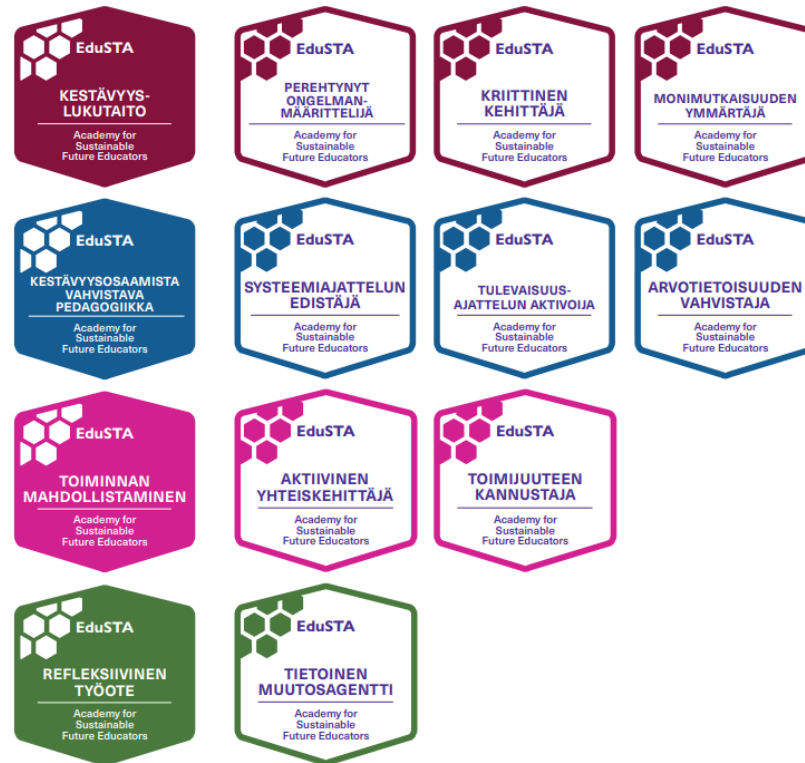 EduSTA
KESTÄVYYS-
LUKUTAITO
Academy for
Sustainable
Future Educators
EduSTA
PEREHTYNYT
ONGELMAN-
MÄÄRITTELIJÄ
Academy for
Sustainable
Future Educators
EduSTA
KRIITTINEN
KEHITTÄJÄ
Academy for
Sustainable
Future Educators
EduSTA
MONIMUTKAISUUDEN
YMMÄRTÄJÄ
Academy for
Sustainable
Future Educators
EduSTA
KESTÄVYYSOSAAMISTA
VAHVISTAVA
PEDAGOGIIKKA
Academy for
Sustainable
Future Educators
EduSTA
SYSTEEMIAJATTELUN
EDISTÄJÄ
Academy for
Sustainable
Future Educators
EduSTA
TULEVAISUUS-
AJATTELUN AKTIVOIJA
Academy for
Sustainable
Future Educators
EduSTA
ARVOTIETOISUUDEN
VAHVISTAJA
Academy for
Sustainable
Future Educators
EduSTA
TOIMINNAN
MAHDOLLISTAMINEN
Academy for
Sustainable
Future Educators
EduSTA
AKTIIVINEN
YHTEISKEHITTÄJÄ
Academy for
Sustainable
Future Educators
EduSTA
TOIMIJUUTEEN
KANNUSTAJA
Academy for
Sustainable
Future Educators
EduSTA
REFLEKSIIVINEN
TYÖOTE
Academy for
Sustainable
Future Educators
EduSTA
TIETOINEN
MUUTOSAGENTTI
Academy for
Sustainable
Future Educators